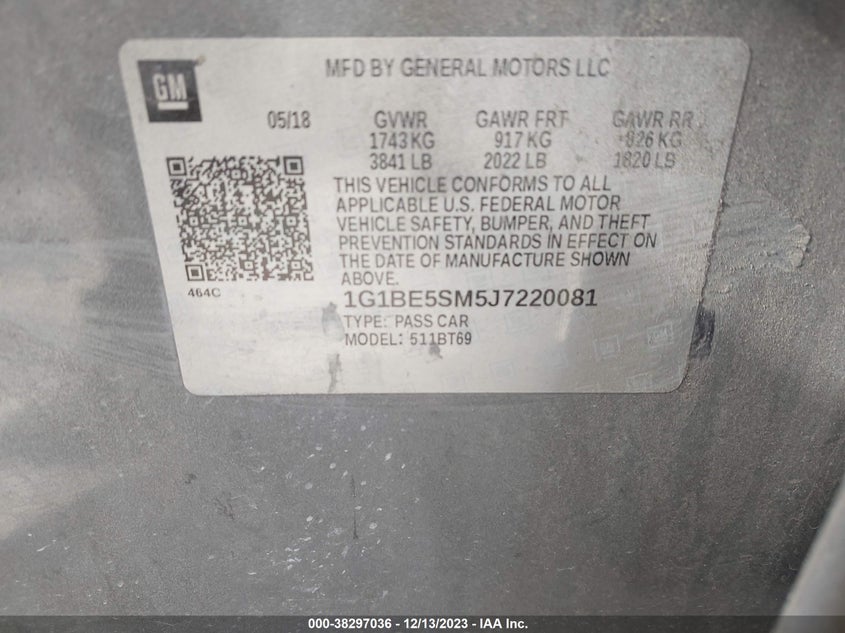 GM
MFD BY GENERAL MOTORS LLC
05/18 GVWR GAWR FRT GAWR RR
1743 KG 917 KG 826 KG
3841 LB 2022 LB 1820 LB
THIS VEHICLE CONFORMS TO ALL
APPLICABLE U.S. FEDERAL MOTOR
VEHICLE SAFETY, BUMPER, AND THEFT
PREVENTION STANDARDS IN EFFECT ON
THE DATE OF MANUFACTURE SHOWN
ABOVE.
464C
1G1BE5SM5J7220081
TYPE: PASS CAR
MODEL: 511BT69
000-38297036 - 12/13/2023 - IAA Inc.